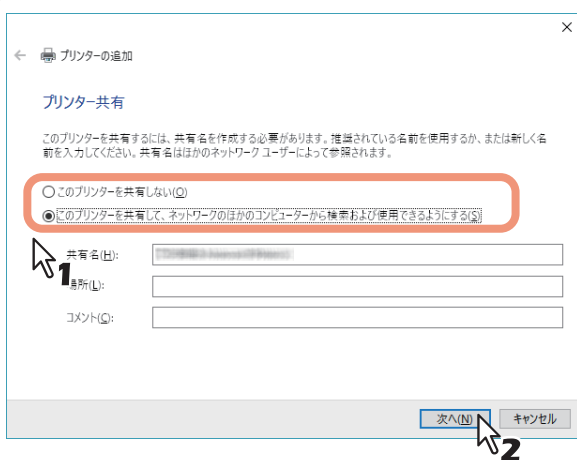 プリンターの追加
プリンター共有
このプリンターを共有するには、共有名を作成する必要があります。推奨されている名前を使用するか、または新しく名
前を入力してください。共有名はほかのネットワーク ユーザーによって参照されます。
このプリンターを共有しない(O)
このプリンターを共有して、ネットワークのほかのコンピューターから検索および使用できるようにする(S)
共有名(H):
1
場所(L):
コメント(C):
次へ(N)
キャンセル
2